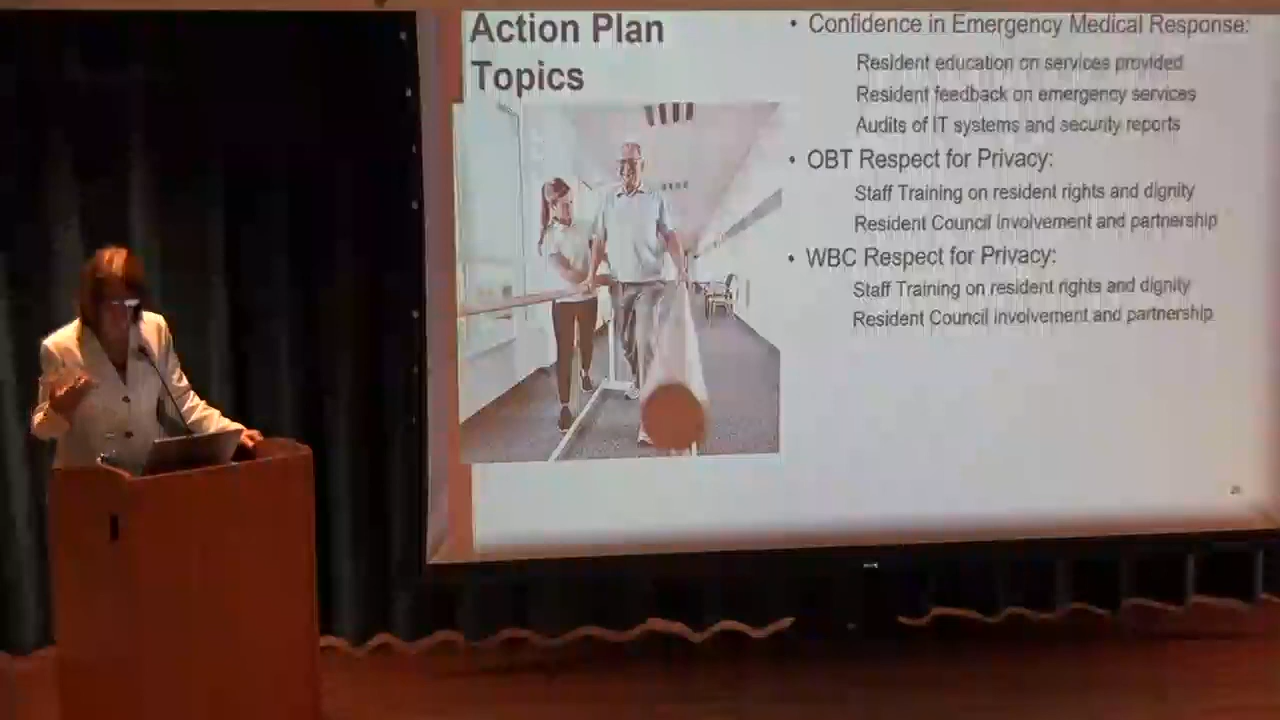 Action Plan
Topics
• Confidence in Emergency Medical Response:
Resident education on services provided
Resident feedback on emergency services
Audits of IT systems and security reports
• OBT Respect for Privacy:
Staff Training on resident rights and dignity
Resident Council involvement and partnership
• WBC Respect for Privacy:
Staff Training on resident rights and dignity
Resident Council involvement and partnership